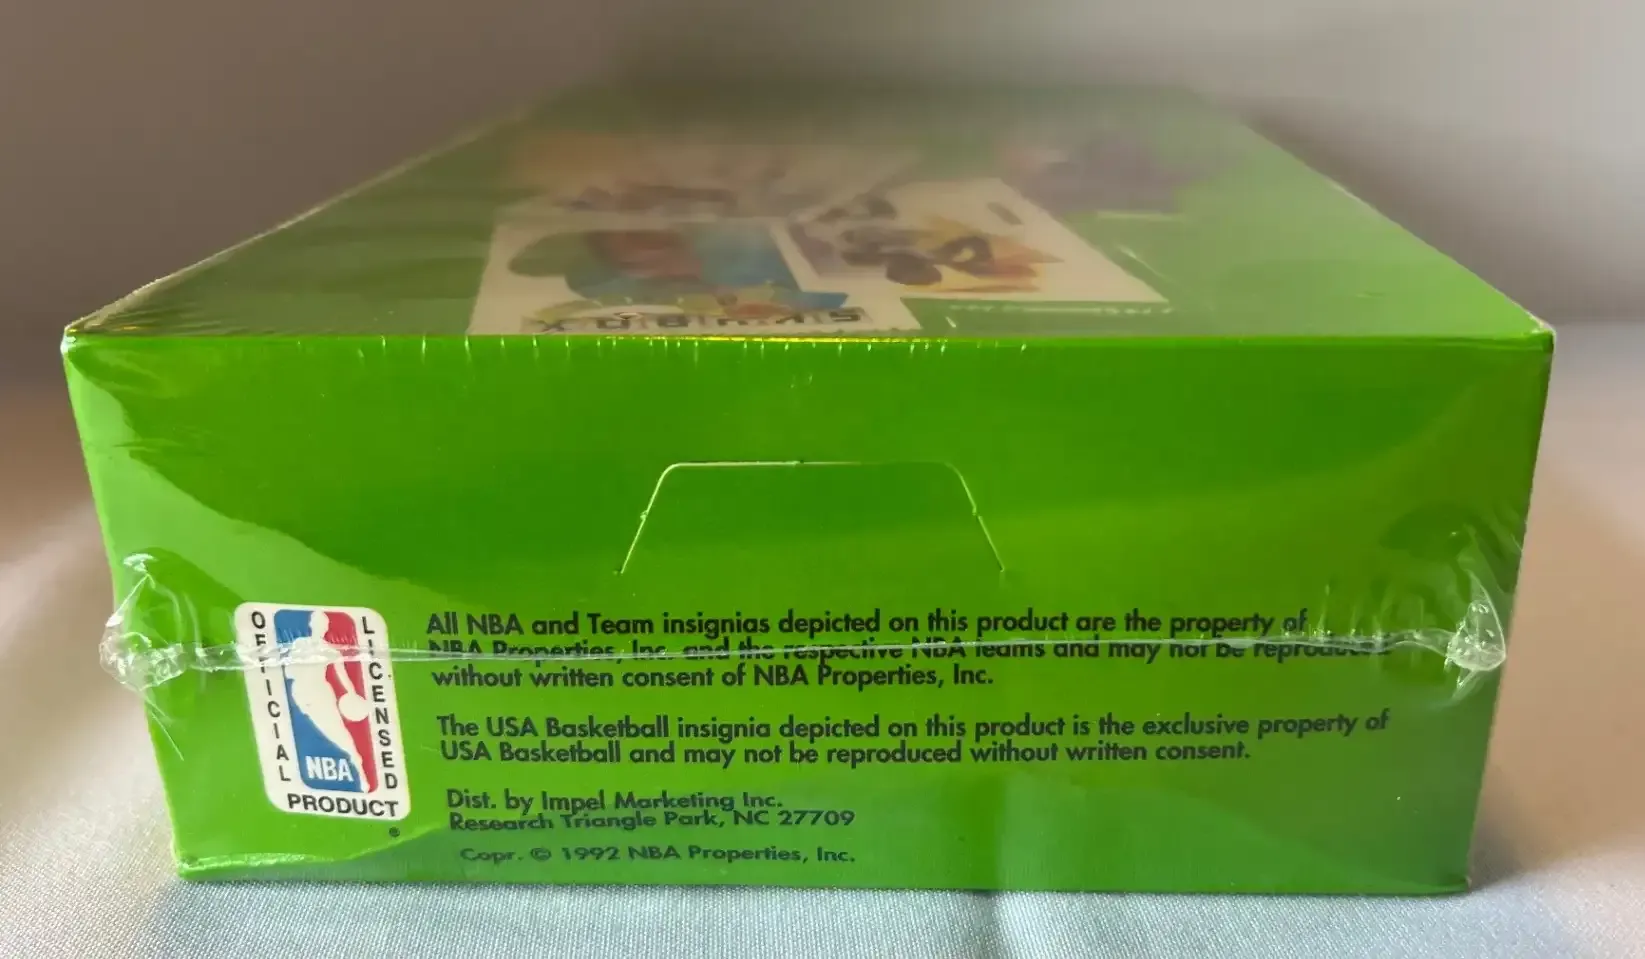 SKYBOX
OFFICIAL
LICENSED
NBA
PRODUCT
®
All NBA and Team insignias depicted on this product are the property of
NBA Properties, Inc. and the respective NBA Teams and may not be reproduced
without written consent of NBA Properties, Inc.
The USA Basketball insignia depicted on this product is the exclusive property of
USA Basketball and may not be reproduced without written consent.
Dist. by Impel Marketing Inc.
Research Triangle Park, NC 27709
Copr. © 1992 NBA Properties, Inc.